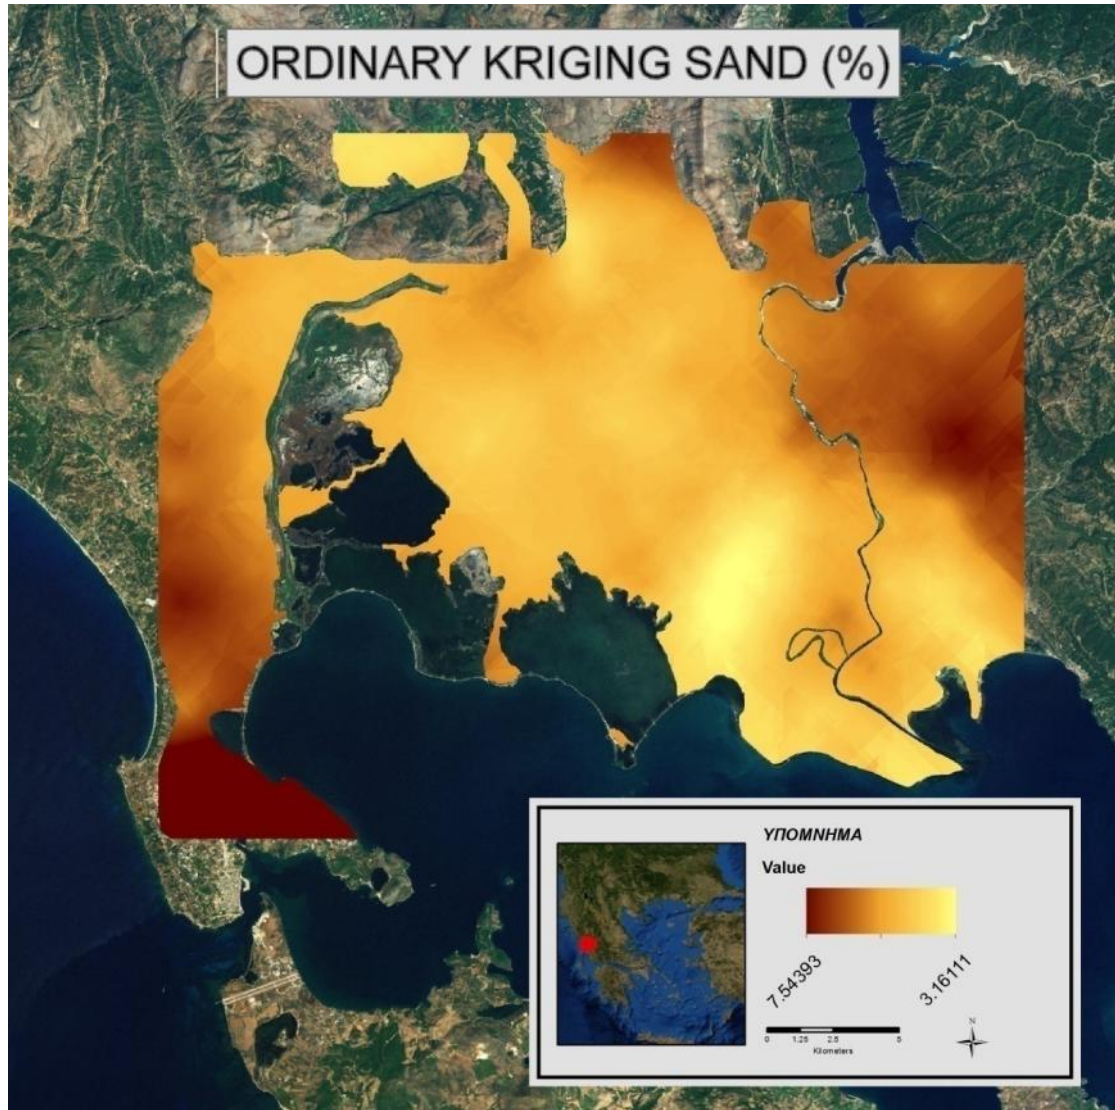 ORDINARY KRIGING SAND (%)
ΥΠΟΜΝΗΜΑ
Value
7.54393
3.16111
0 1.25 2.5 5
Kilometers
N